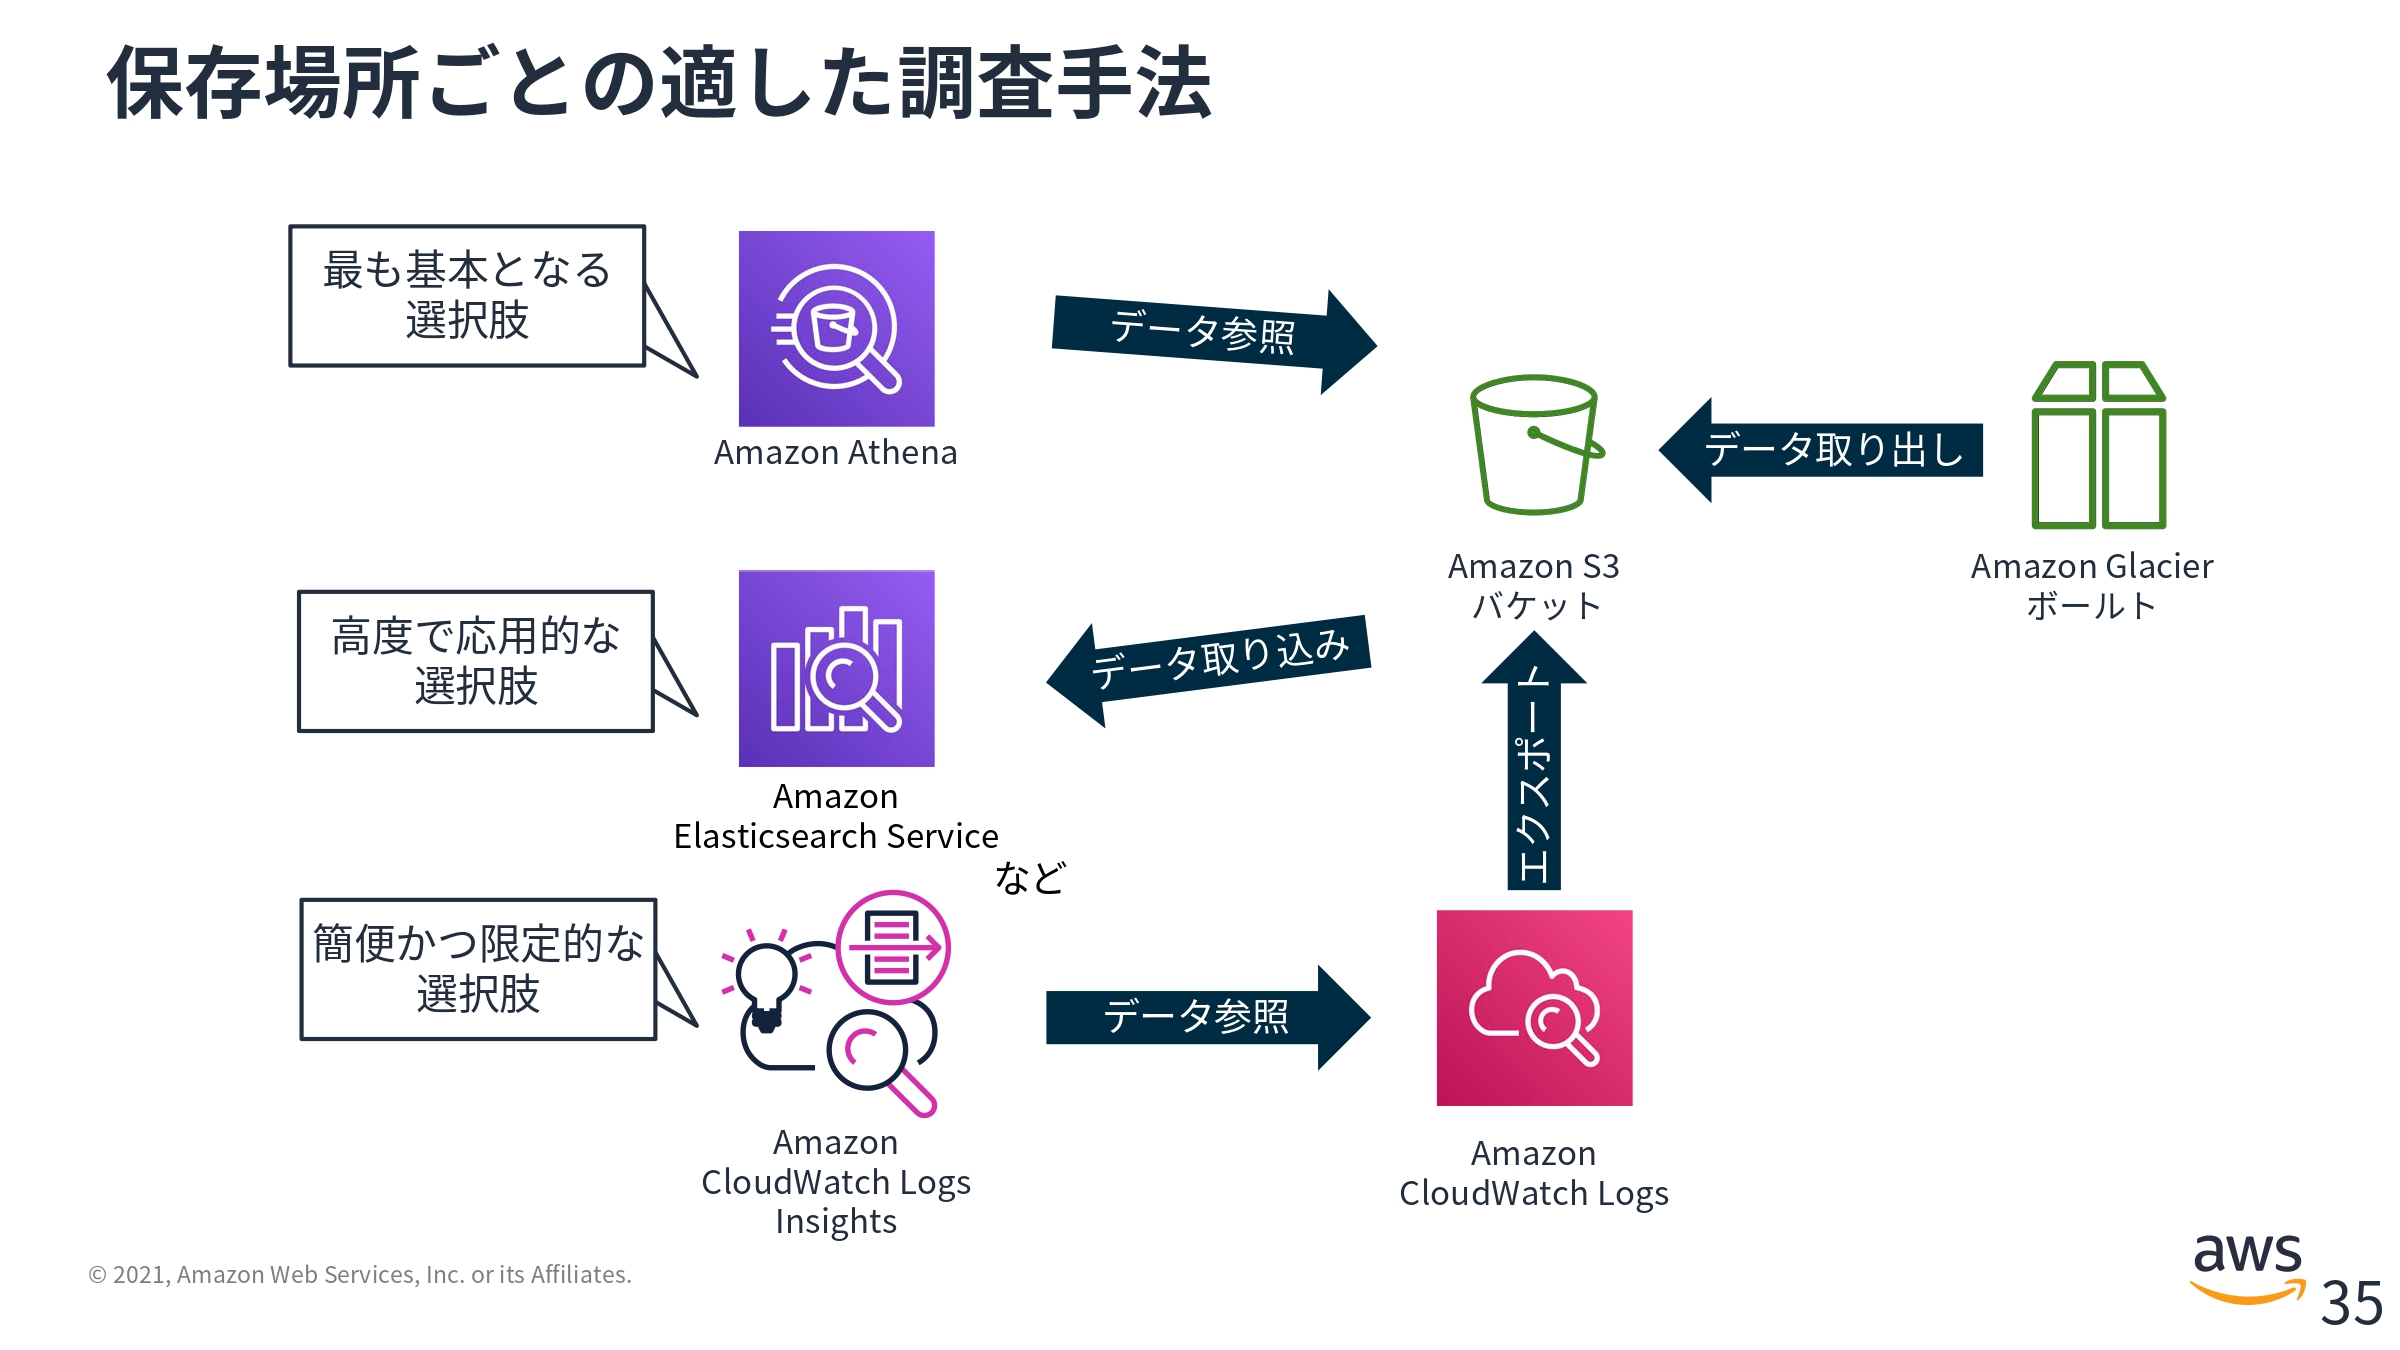 保存場所ごとの適した調査手法
最も基本となる
選択肢
Amazon Athena
データ参照
データ取り出し
Amazon S3
バケット
Amazon Glacier
ボールト
高度で応用的な
選択肢
Amazon
Elasticsearch Service
など
データ取り込み
エクスポート
簡便かつ限定的な
選択肢
Amazon
CloudWatch Logs
Insights
データ参照
Amazon
CloudWatch Logs
© 2021, Amazon Web Services, Inc. or its Affiliates.
aws
35